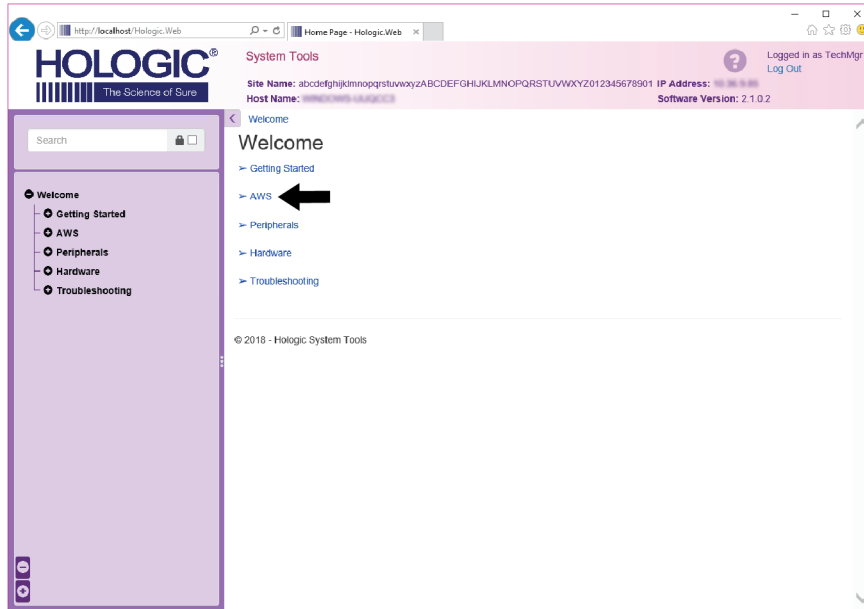 http://localhost/Hologic.Web
Home Page - Hologic.Web
HOLOGIC®
The Science of Sure
System Tools
Logged in as TechMgr
Log Out
Site Name: abcdefghijklmnopqrstuvwxyzABCDEFGHIJKLMNOPQRSTUVWXYZ012345678901 IP Address:
Host Name:
Software Version: 2.1.0.2
Search
Welcome
Getting Started
AWS
Peripherals
Hardware
Troubleshooting
Welcome
Welcome
➢ Getting Started
➢ AWS
➢ Peripherals
➢ Hardware
➢ Troubleshooting
© 2018 - Hologic System Tools